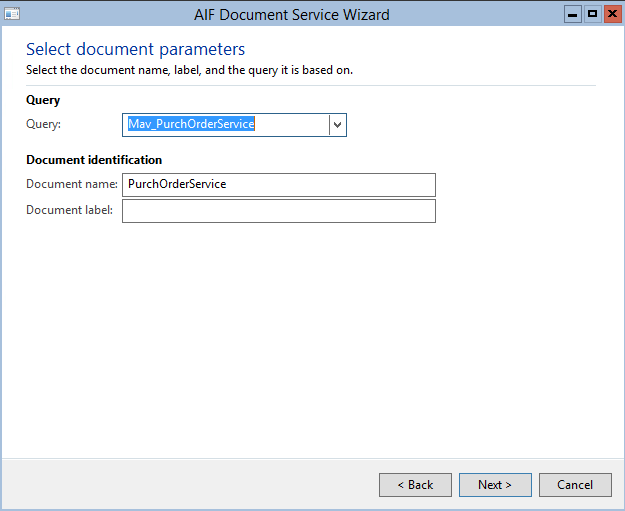 AIF Document Service Wizard
Select document parameters
Select the document name, label, and the query it is based on.
Query
Query: Mav_PurchOrderService
Document identification
Document name: PurchOrderService
Document label:
< Back Next > Cancel